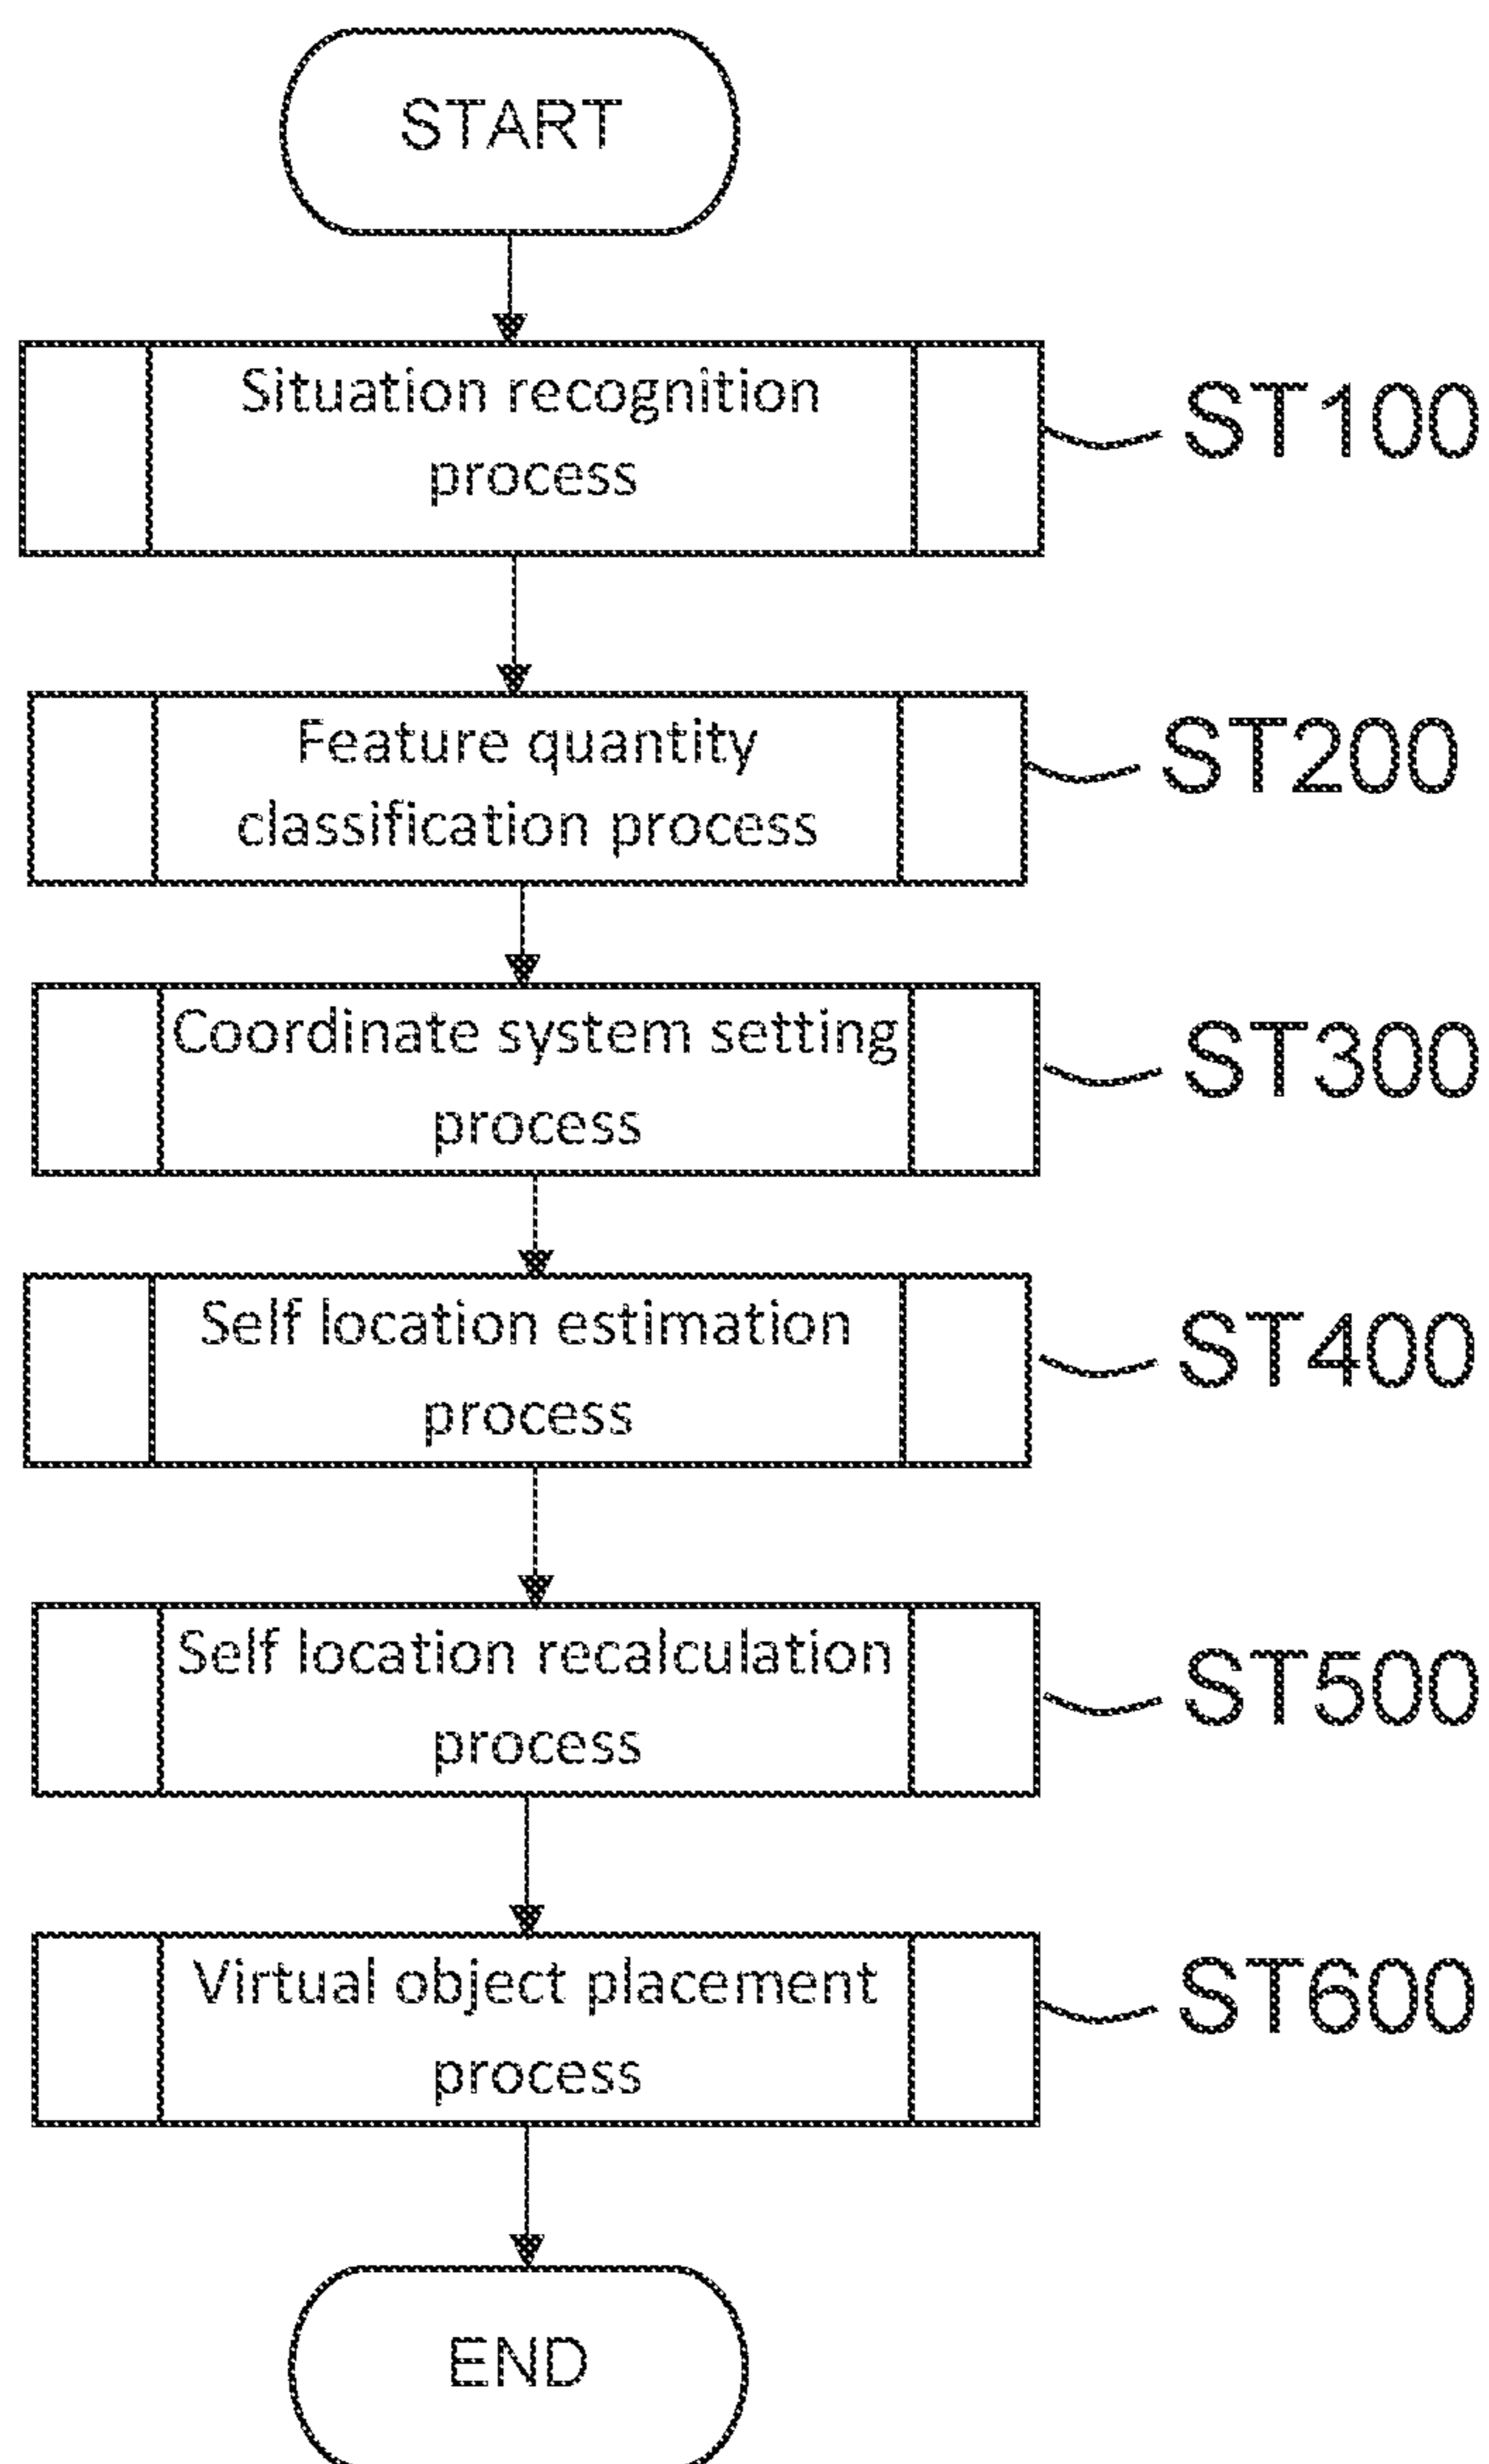 START
Situation recognition
process
ST100
Feature quantity
classification process
ST200
Coordinate system setting
process
ST300
Self location estimation
process
ST400
Self location recalculation
process
ST500
Virtual object placement
process
ST600
END